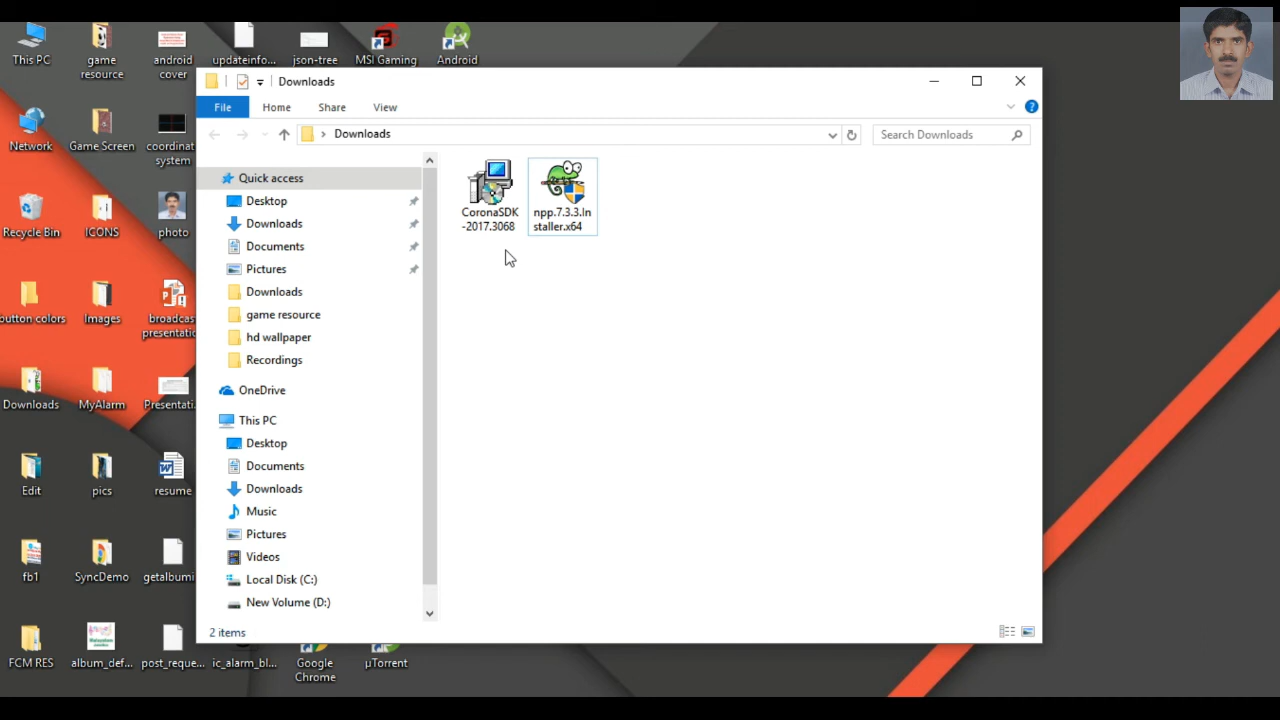 This PC
game
resource
android
cover
updateinfo...
json-tree
MSI Gaming
Android
Network
Game Screen
coordinat
system
Recycle Bin
ICONS
photo
button colors
Images
broadcas
presentatio
Downloads
MyAlarm
Presentati...
Edit
pics
resume
fb1
SyncDemo
getalbumi
FCM RES
album_def...
post_reque...
ic_alarm_bl...
Google
Chrome
µTorrent
Downloads
File
Home
Share
View
Downloads
Search Downloads
Quick access
Desktop
Downloads
Documents
Pictures
Downloads
game resource
hd wallpaper
Recordings
OneDrive
This PC
Desktop
Documents
Downloads
Music
Pictures
Videos
Local Disk (C:)
New Volume (D:)
CoronaSDK
-2017.3068
npp.7.3.3.In
staller.x64
2 items